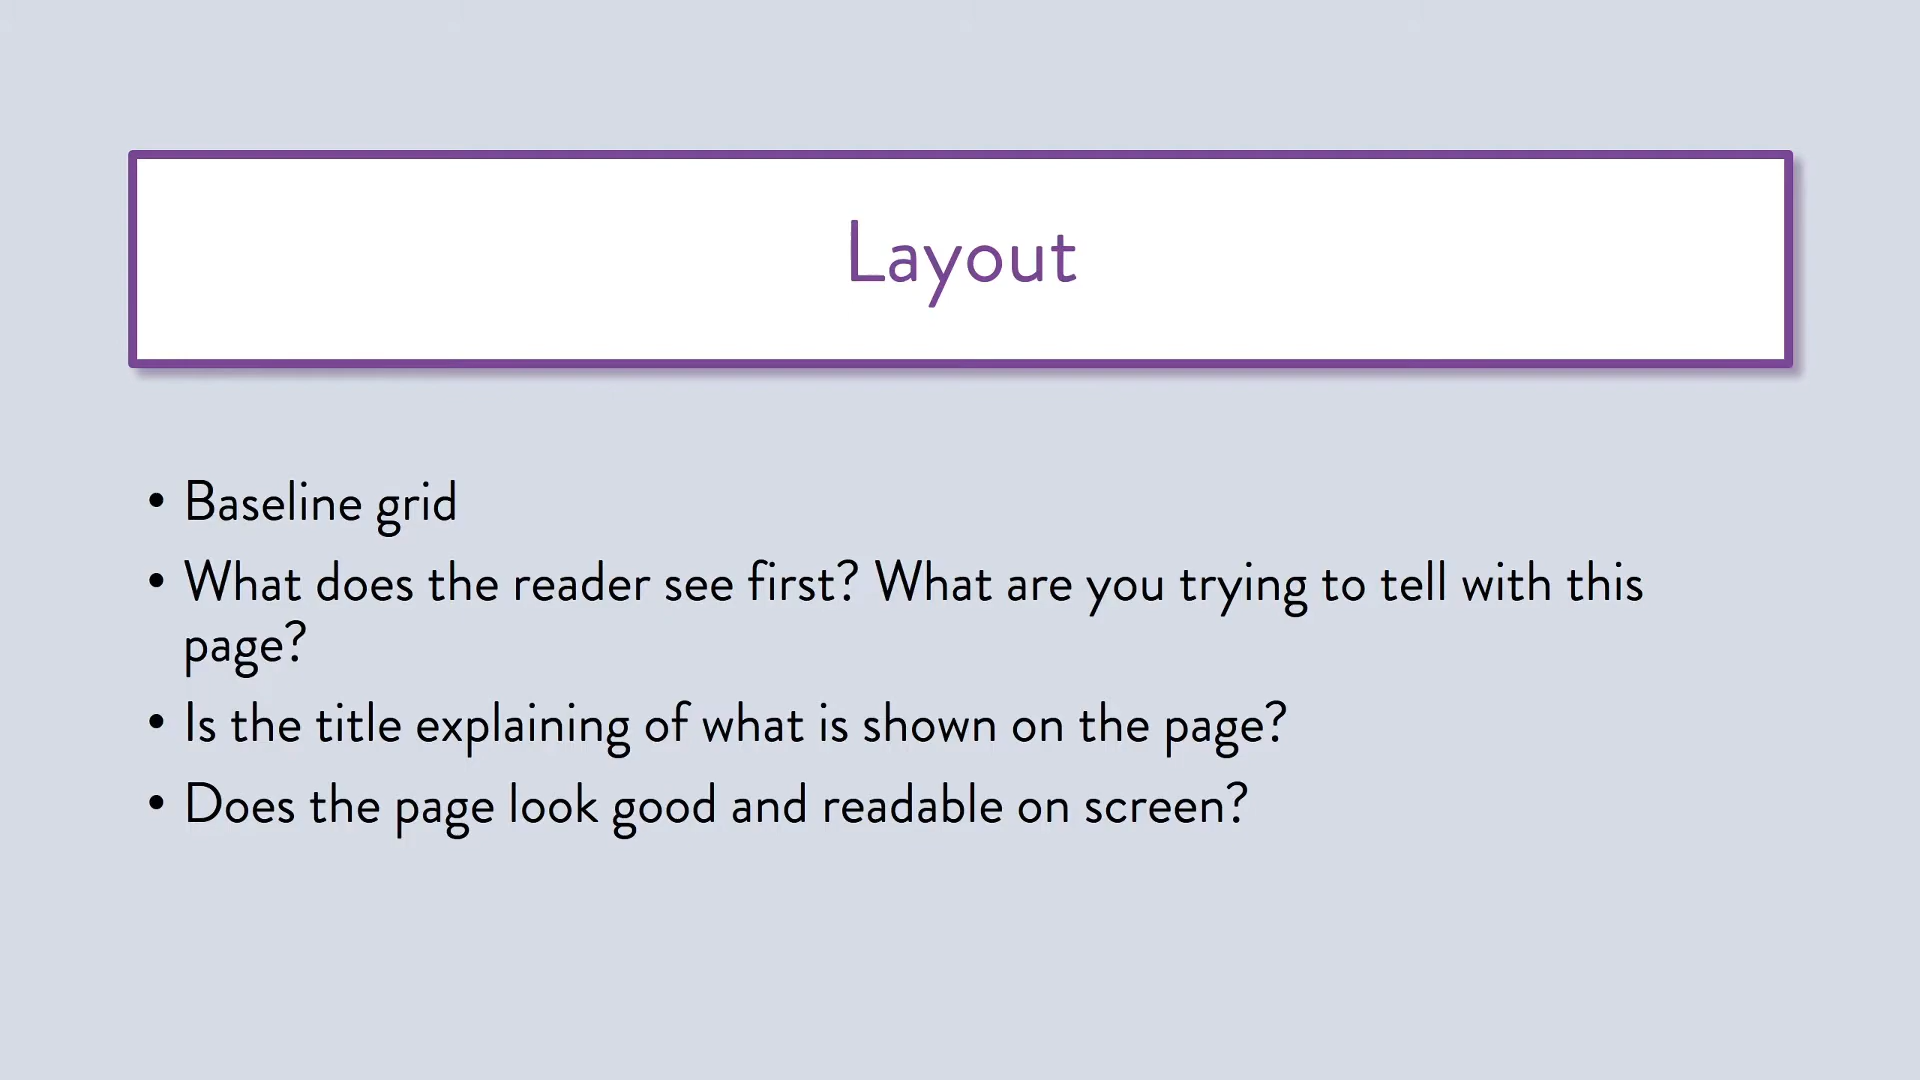 Layout
• Baseline grid
• What does the reader see first? What are you trying to tell with this
page?
• Is the title explaining of what is shown on the page?
• Does the page look good and readable on screen?